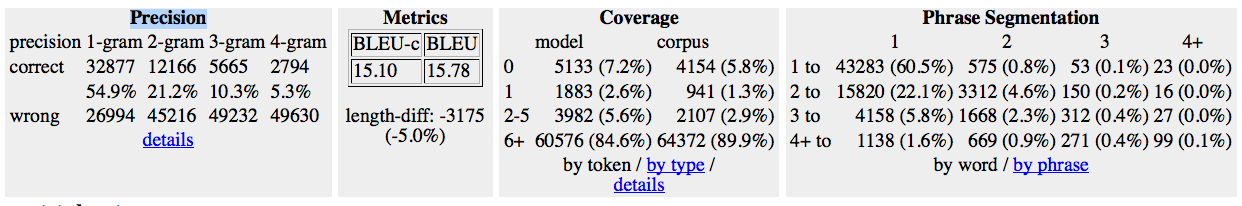 Precision
precision 1-gram 2-gram 3-gram 4-gram
correct 32877 12166 5665 2794
54.9% 21.2% 10.3% 5.3%
wrong 26994 45216 49232 49630
details
Metrics
BLEU-c BLEU
15.10 15.78
length-diff: -3175
(-5.0%)
Coverage
model corpus
0 5133 (7.2%) 4154 (5.8%)
1 1883 (2.6%) 941 (1.3%)
2-5 3982 (5.6%) 2107 (2.9%)
6+ 60576 (84.6%) 64372 (89.9%)
by token / by type /
details
Phrase Segmentation
1 2 3 4+
1 to 43283 (60.5%) 575 (0.8%) 53 (0.1%) 23 (0.0%)
2 to 15820 (22.1%) 3312 (4.6%) 150 (0.2%) 16 (0.0%)
3 to 4158 (5.8%) 1668 (2.3%) 312 (0.4%) 27 (0.0%)
4+ to 1138 (1.6%) 669 (0.9%) 271 (0.4%) 99 (0.1%)
by word / by phrase